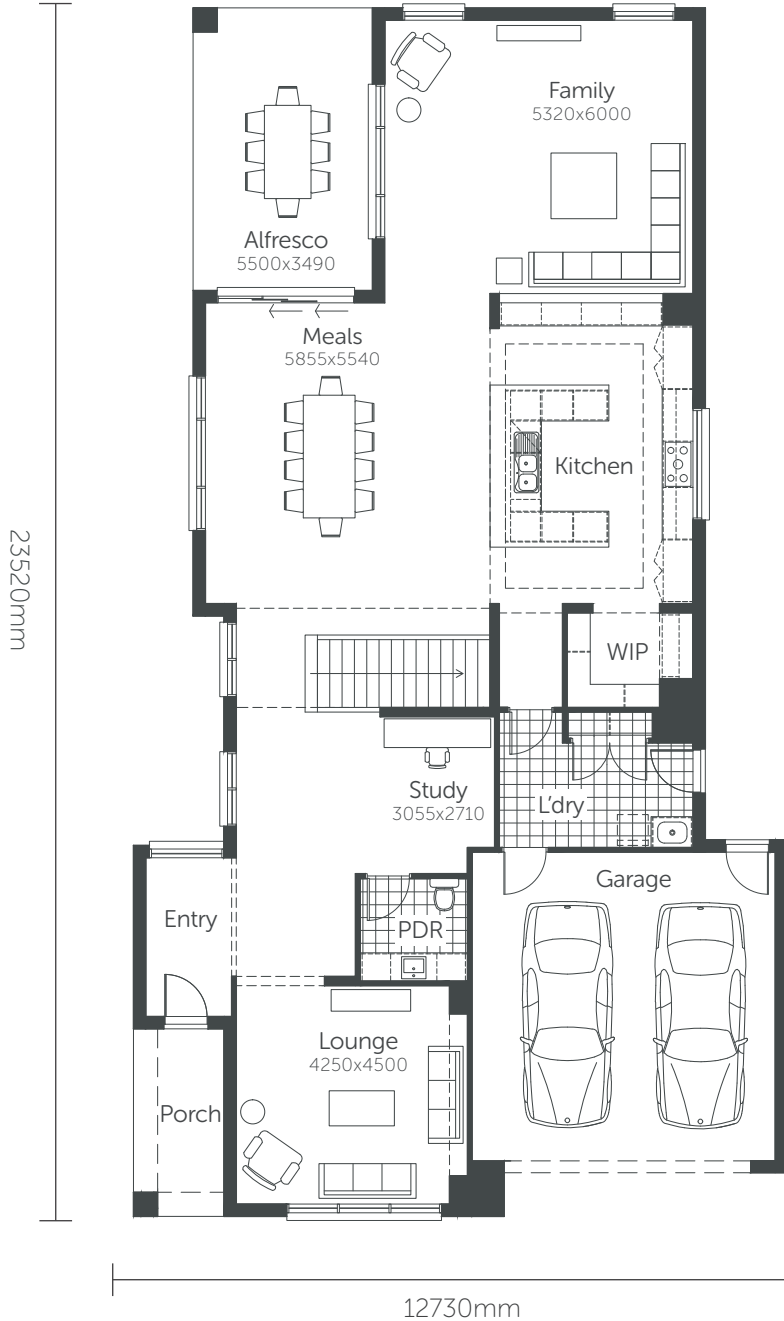 Family
5320x6000
Alfresco
5500x3490
Meals
5855x5540
Kitchen
23520mm
WIP
Study
3055x2710
L'dry
Garage
Entry
PDR
Lounge
4250x4500
Porch
12730mm